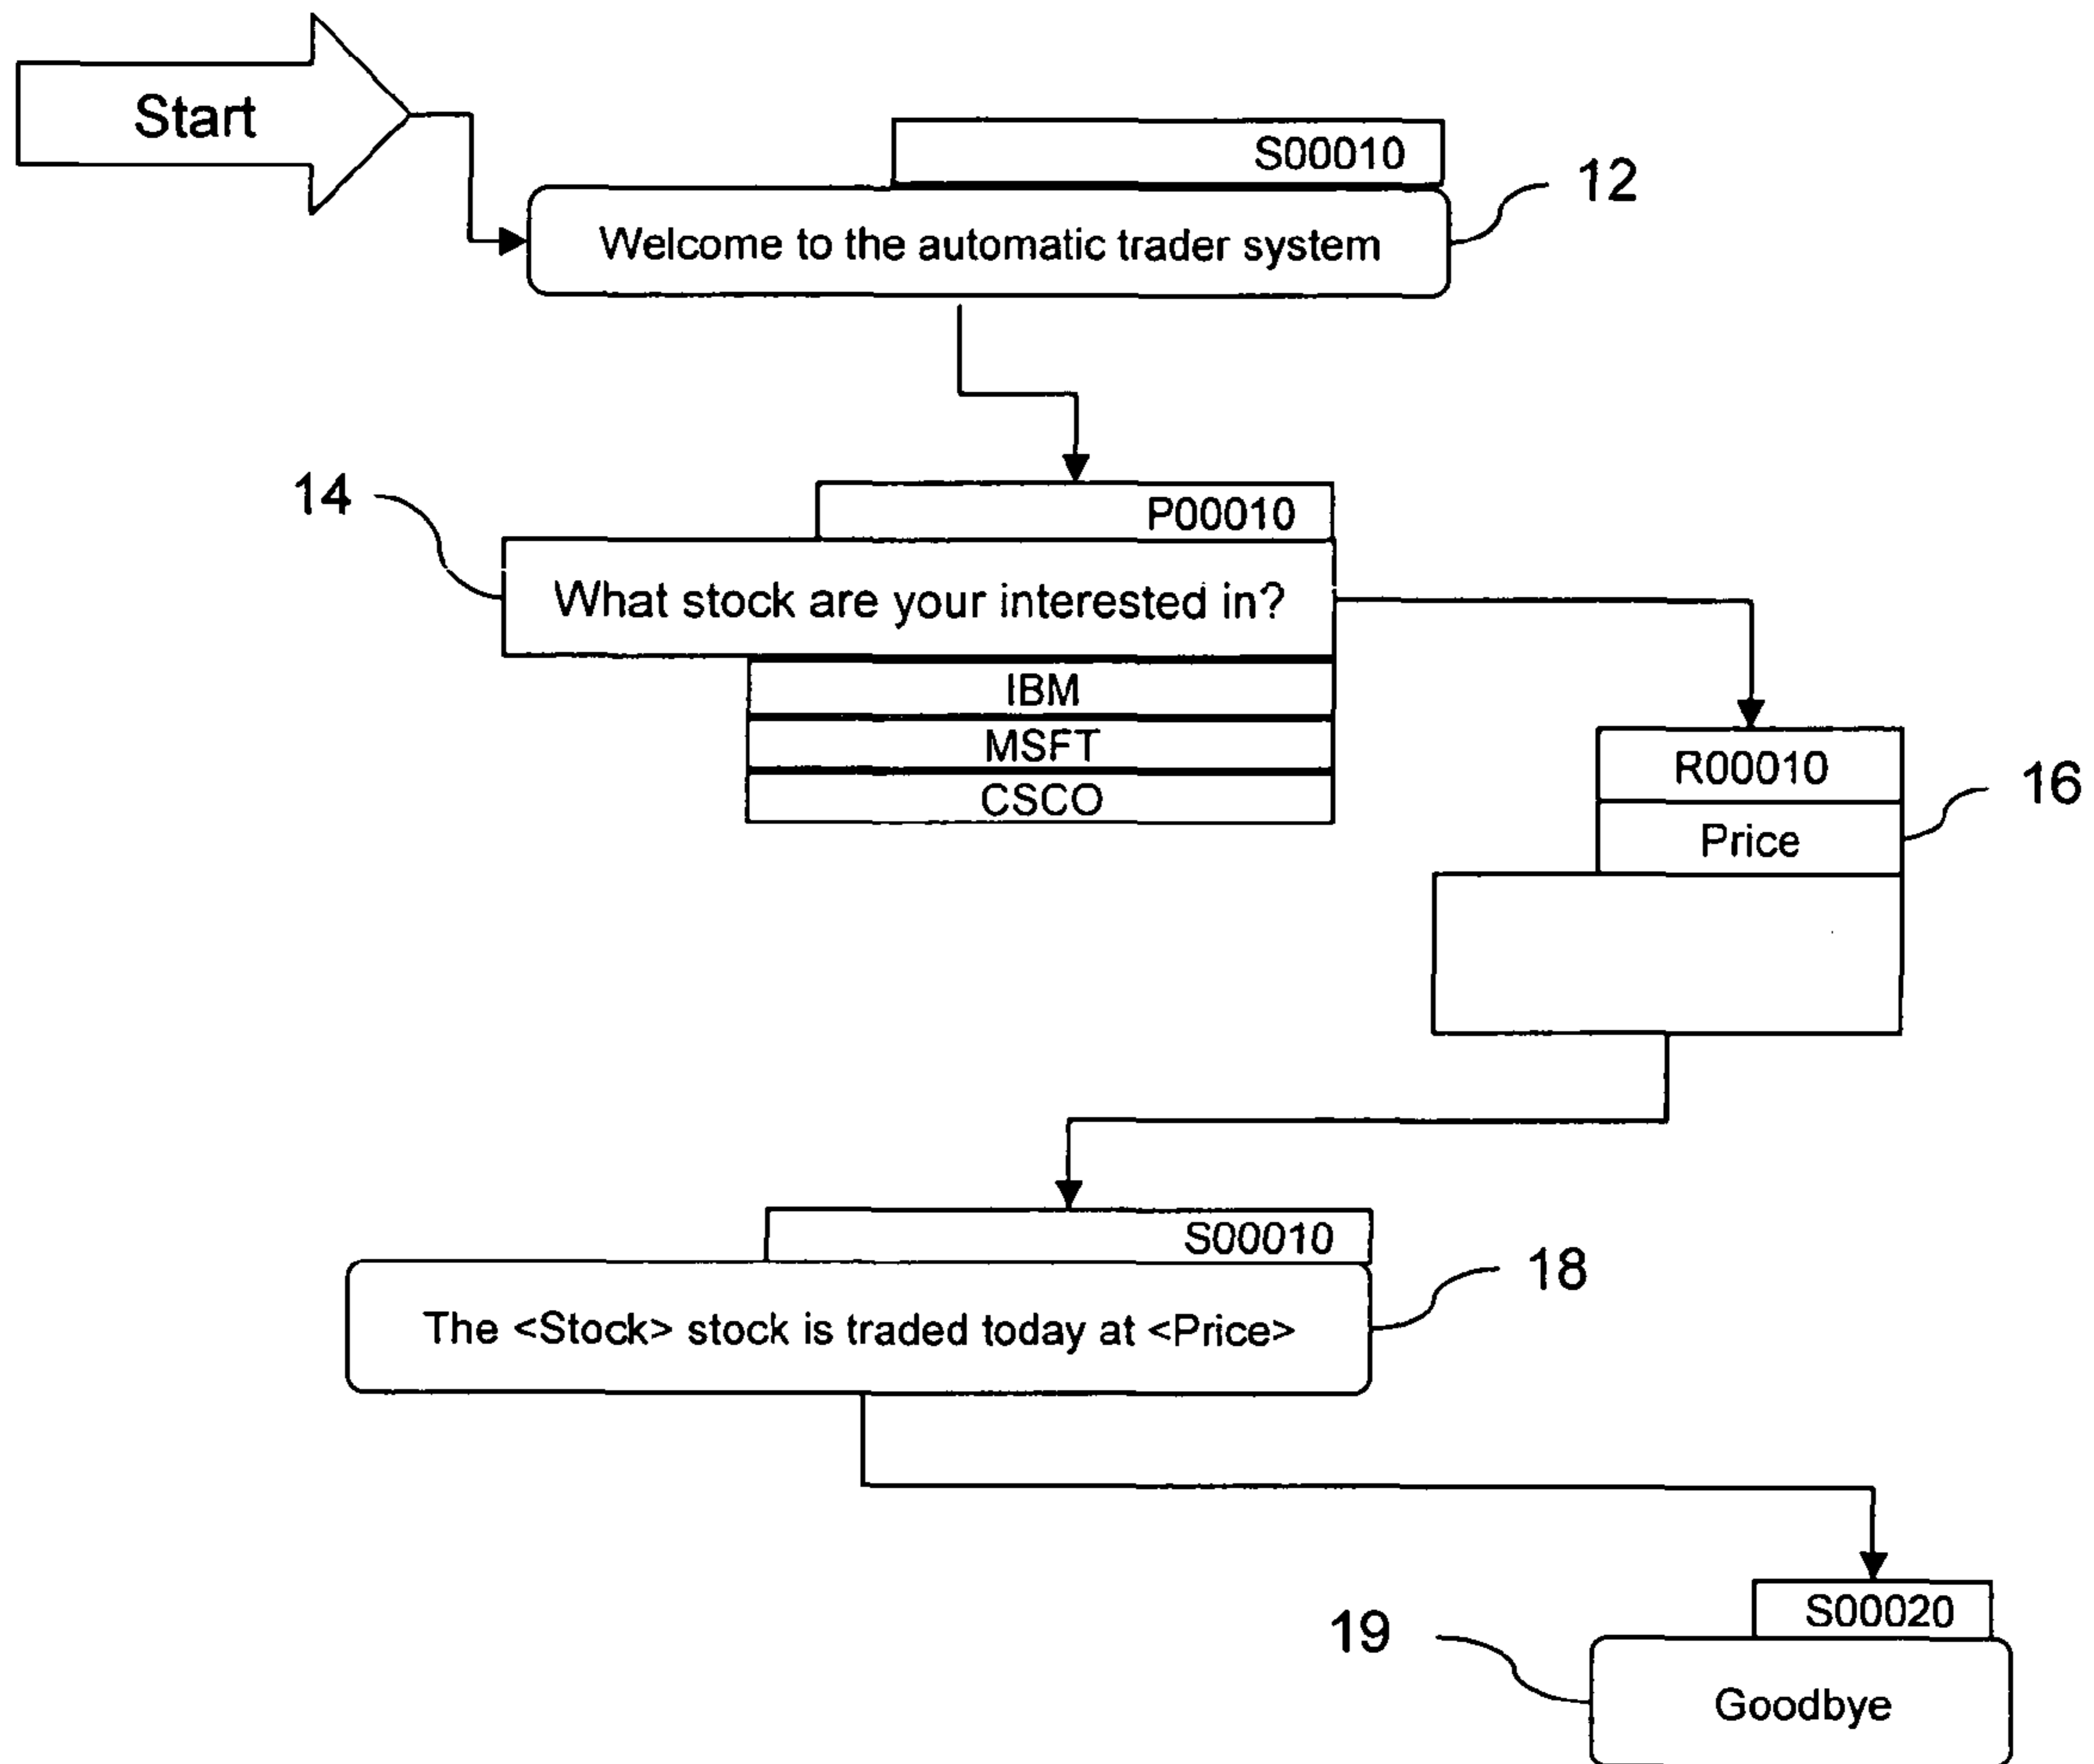 Start
S00010
12
Welcome to the automatic trader system
14
P00010
What stock are your interested in?
IBM
MSFT
CSCO
R00010
16
Price
S00010
18
The <Stock> stock is traded today at <Price>
S00020
19
Goodbye